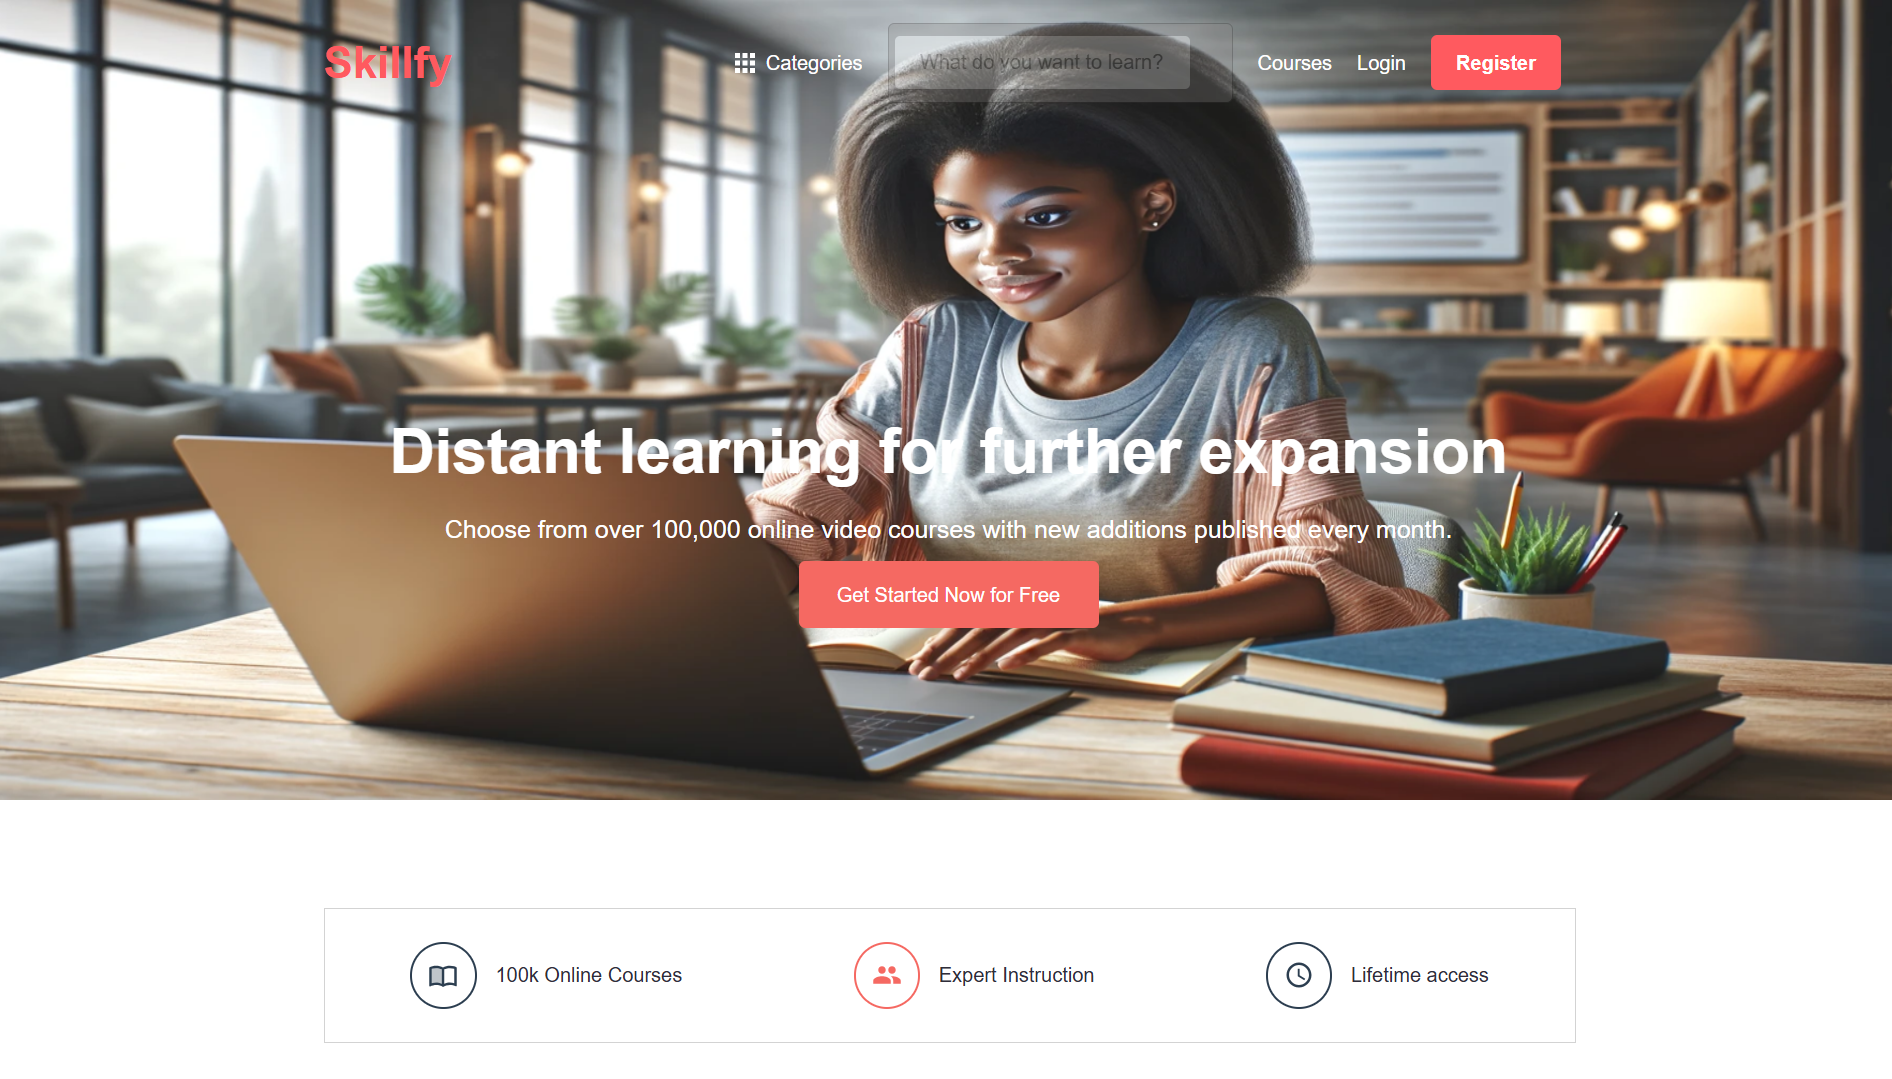 Skillfy
Categories
What do you want to learn?
Courses
Login
Register
Distant learning for further expansion
Choose from over 100,000 online video courses with new additions published every month.
Get Started Now for Free
100k Online Courses
Expert Instruction
Lifetime access